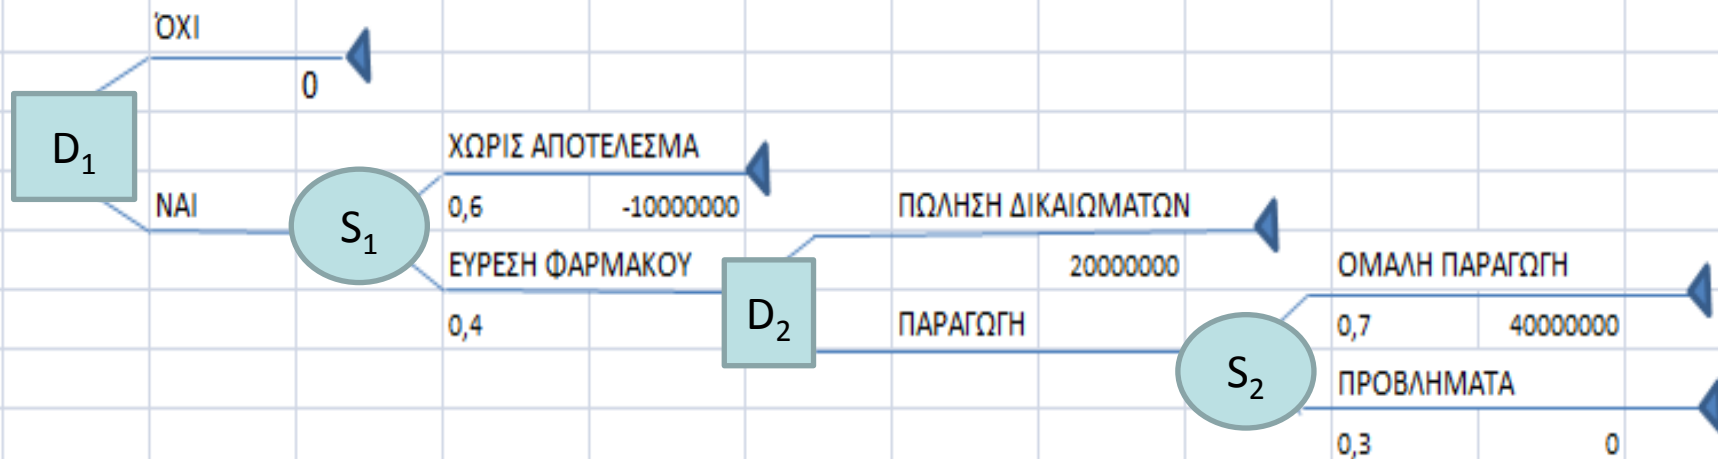 ΌΧΙ
0
D1
ΧΩΡΙΣ ΑΠΟΤΕΛΕΣΜΑ
ΝΑΙ
0,6 -10000000
ΠΩΛΗΣΗ ΔΙΚΑΙΩΜΑΤΩΝ
S1
ΕΥΡΕΣΗ ΦΑΡΜΑΚΟΥ
20000000
ΟΜΑΛΗ ΠΑΡΑΓΩΓΗ
0,4
D2
ΠΑΡΑΓΩΓΗ
0,7 40000000
S2
ΠΡΟΒΛΗΜΑΤΑ
0,3 0